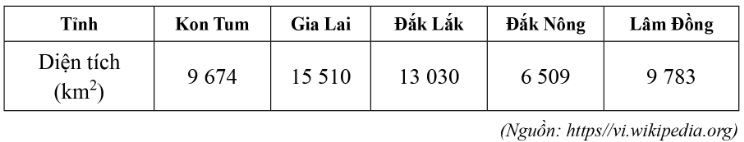 Tỉnh Kon Tum Gia Lai Đắk Lắk Đắk Nông Lâm Đồng
Diện tích (km²) 9 674 15 510 13 030 6 509 9 783
(Nguồn: https//vi.wikipedia.org)